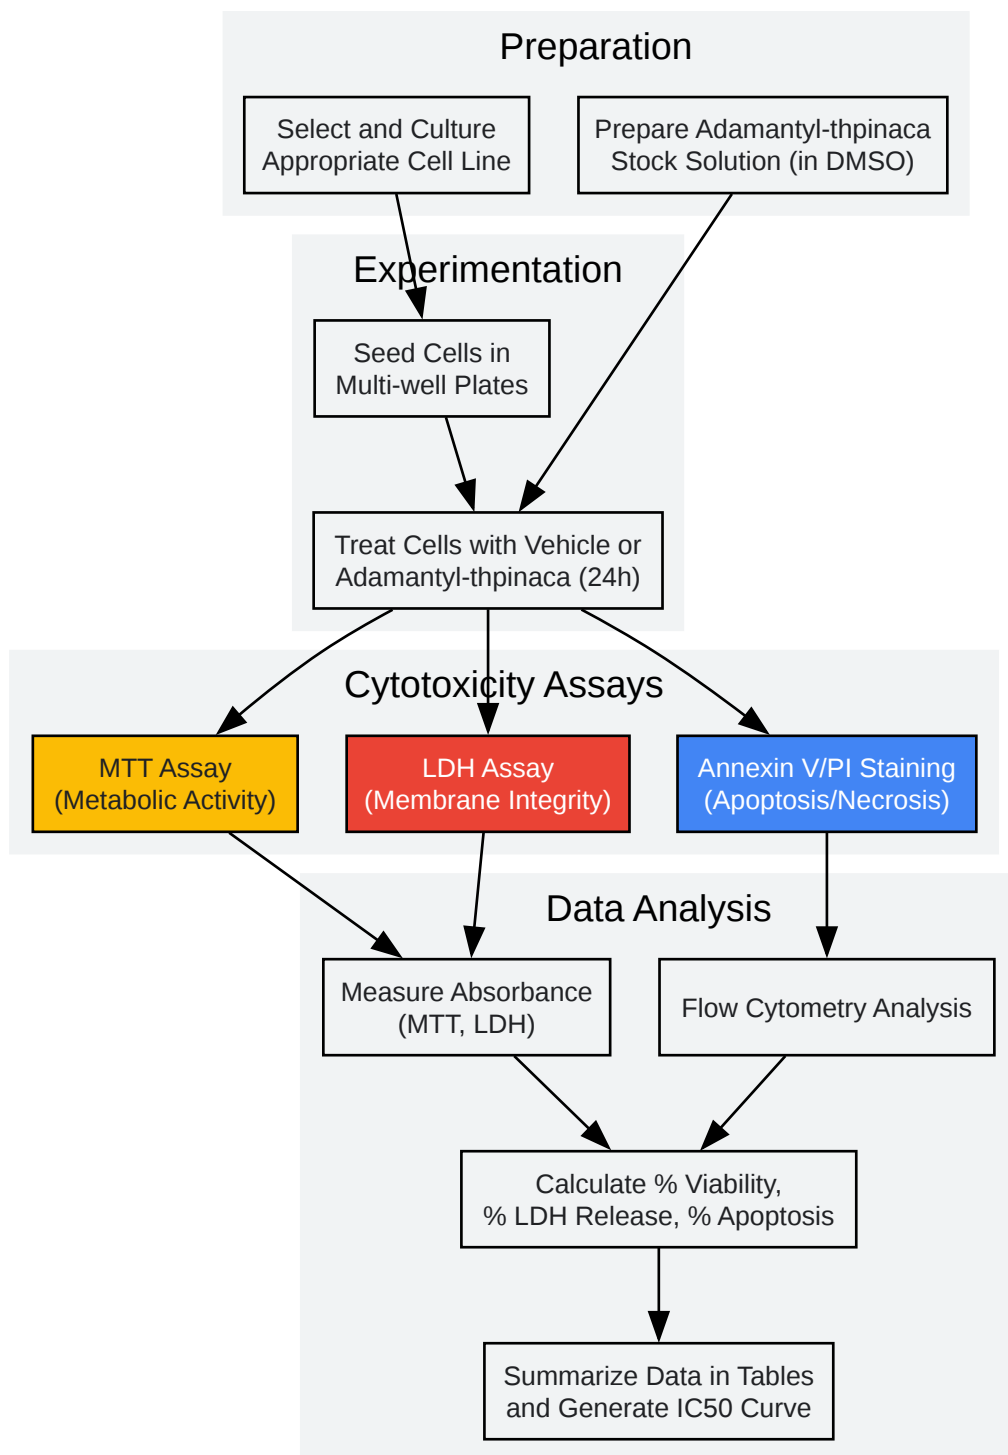 Preparation
Select and Culture
Appropriate Cell Line
Prepare Adamantyl-thpinaca
Stock Solution (in DMSO)
Experimentation
Seed Cells in
Multi-well Plates
Treat Cells with Vehicle or
Adamantyl-thpinaca (24h)
Cytotoxicity Assays
MTT Assay
(Metabolic Activity)
LDH Assay
(Membrane Integrity)
Annexin V/PI Staining
(Apoptosis/Necrosis)
Data Analysis
Measure Absorbance
(MTT, LDH)
Flow Cytometry Analysis
Calculate % Viability,
% LDH Release, % Apoptosis
Summarize Data in Tables
and Generate IC50 Curve